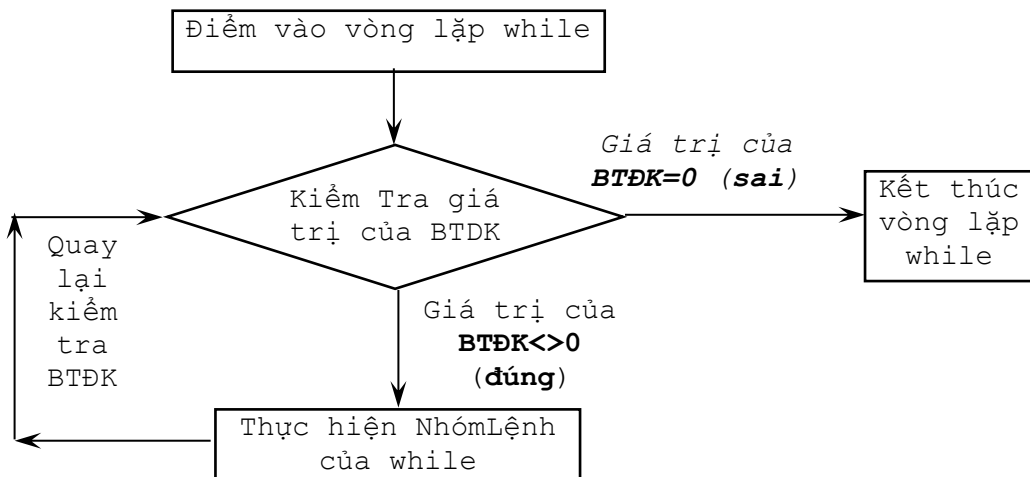 Điểm vào vòng lặp while
Giá trị của
BTĐK=0 (sai)
Kiểm Tra giá
trị của BTDK
Kết thúc
vòng lặp
while
Quay
lại
kiểm
tra
BTĐK
Giá trị của
BTĐK<>0
(đúng)
Thực hiện NhómLệnh
của while